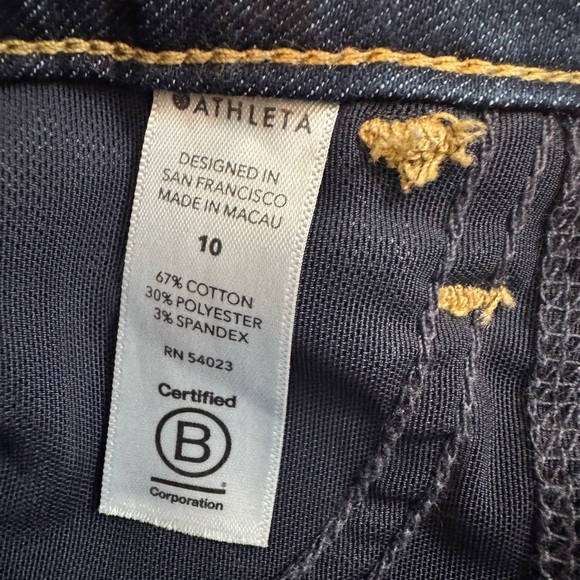 ATHLETA
DESIGNED IN
SAN FRANCISCO
MADE IN MACAU
10
67% COTTON
30% POLYESTER
3% SPANDEX
RN 54023
Certified
B
Corporation